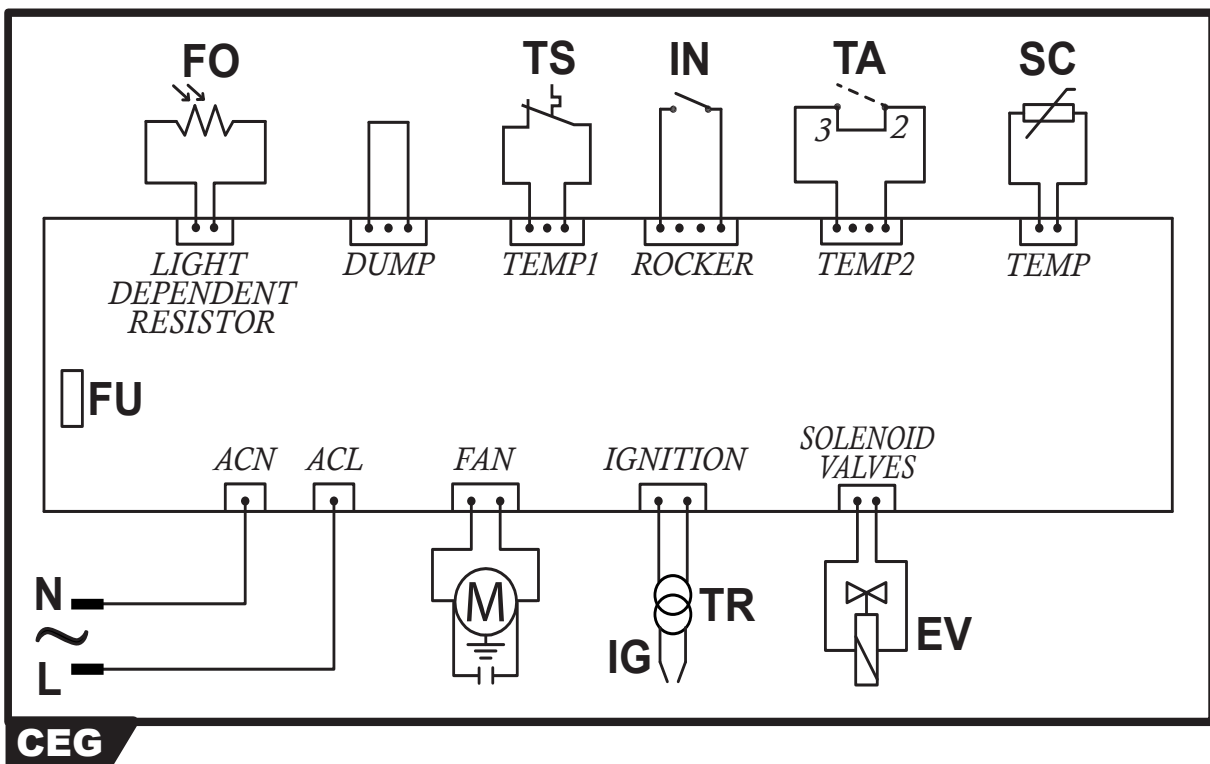 FO
TS
IN
TA
SC
3 2
LIGHT
DEPENDENT
RESISTOR
DUMP
TEMP1
ROCKER
TEMP2
TEMP
FU
ACN
ACL
FAN
IGNITION
SOLENOID
VALVES
N
~
L
M
TR
IG
EV
CEG